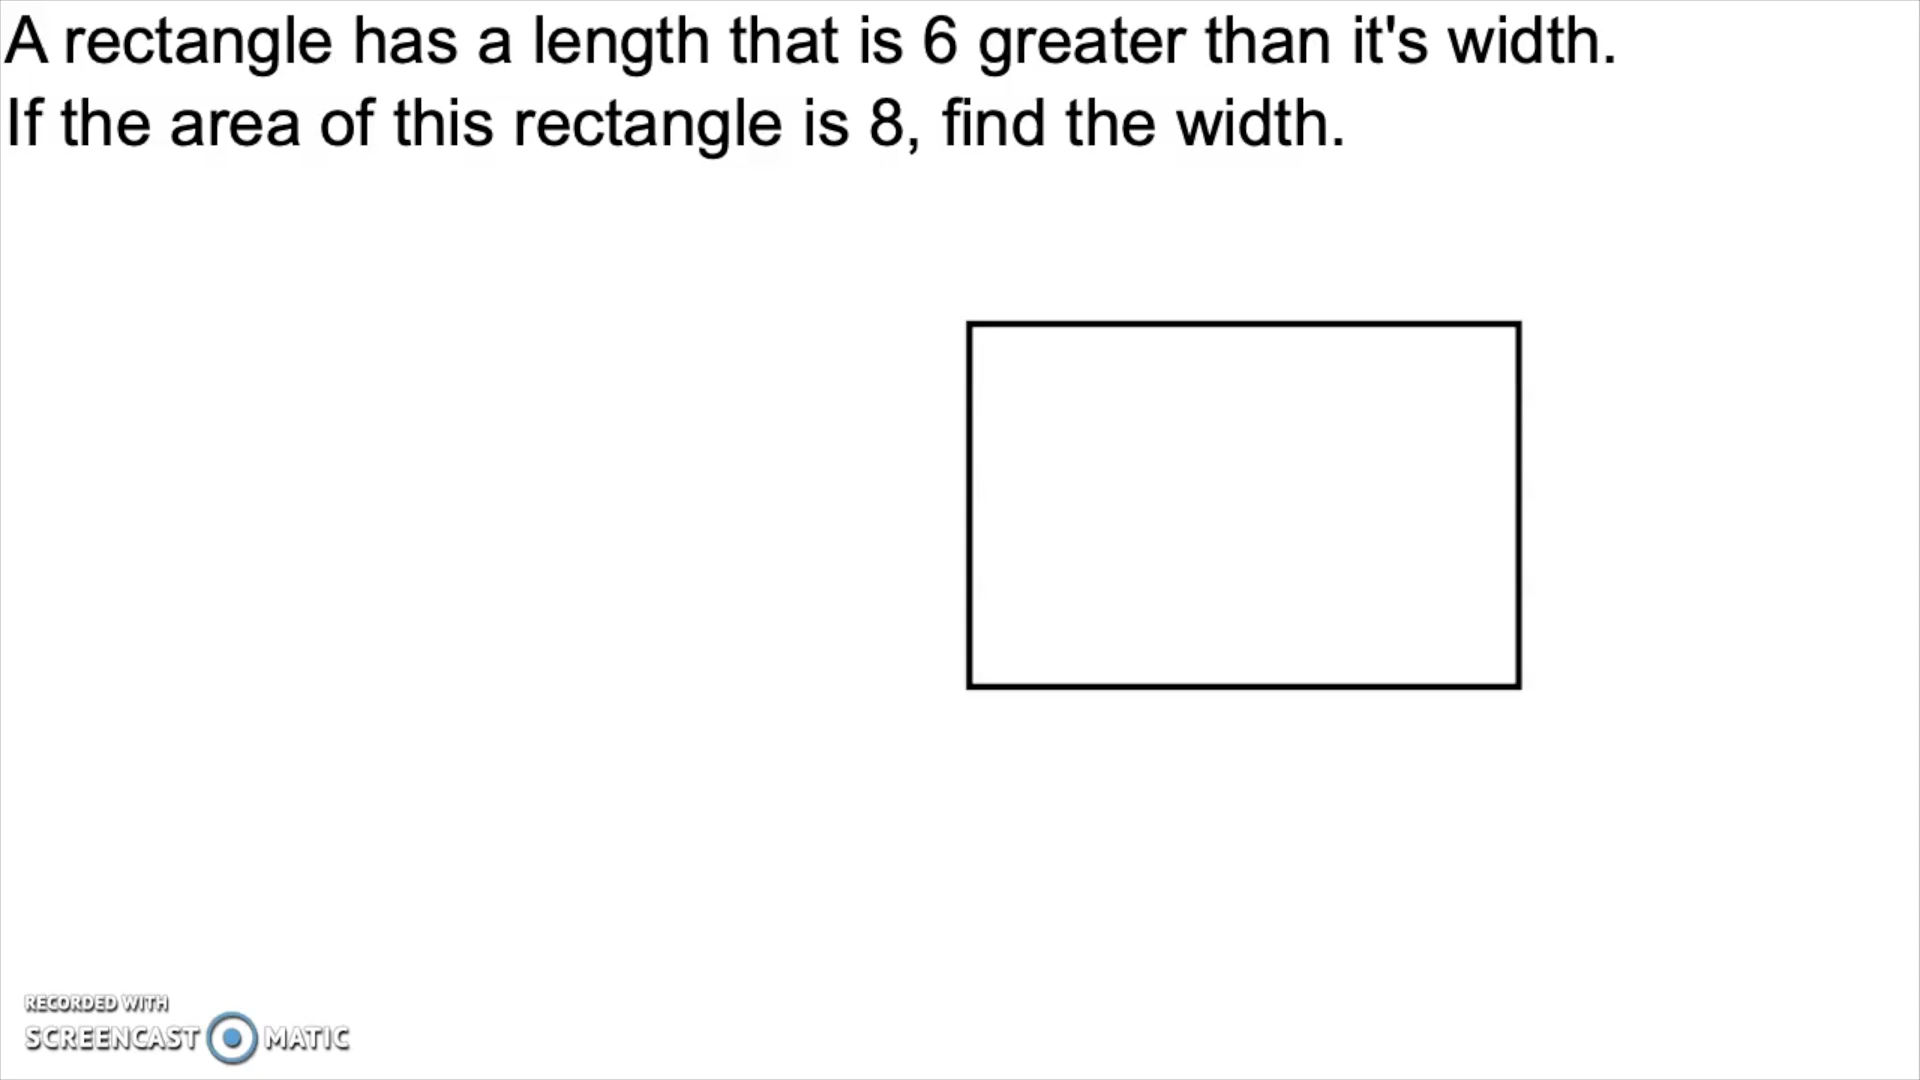 A rectangle has a length that is 6 greater than it's width.
If the area of this rectangle is 8, find the width.
RECORDED WITH
SCREENCAST MATIC